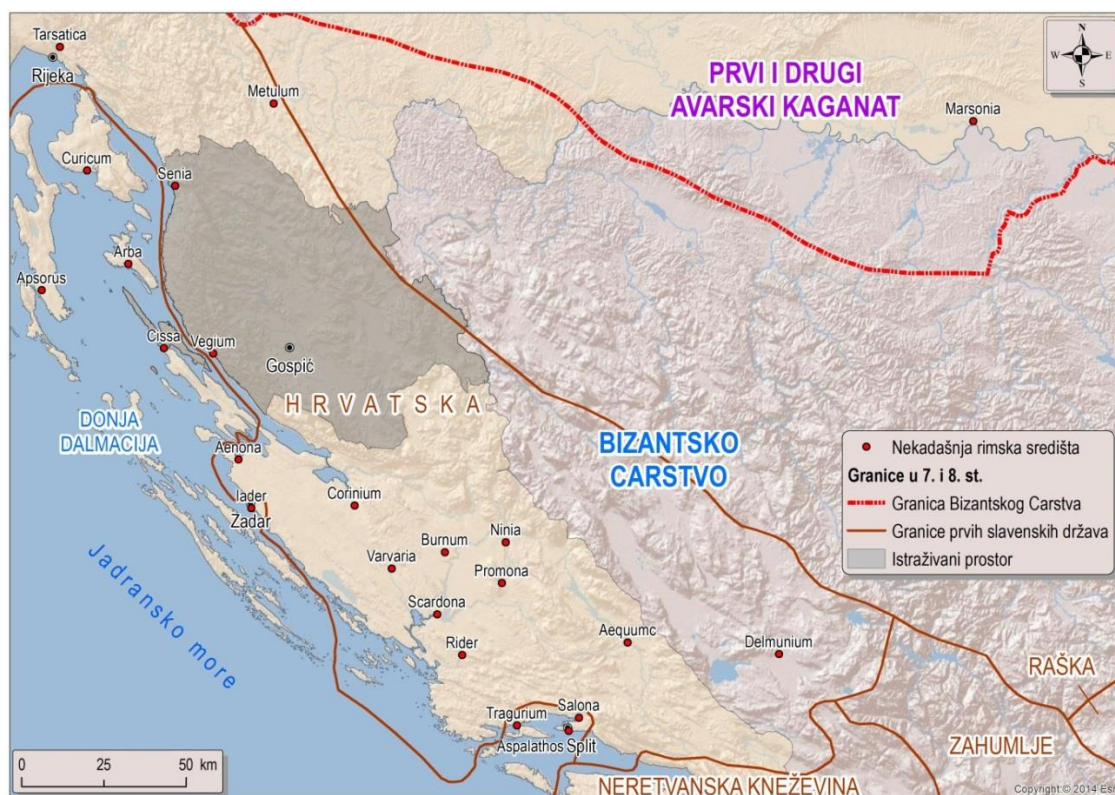 Tarsatica
Rijeka
N
W E
S
PRVI I DRUGI
AVARSKI KAGANAT
Metulum
Marsonia
Curicum
Senia
Arba
Apsorus
Cissa
Vegium
Gospić
HRVATSKA
DONJA
DALMACIJA
BIZANTSKO
CARSTVO
Aenona
Nekadašnja rimska središta
Granice u 7. i 8. st.
Granica Bizantskog Carstva
Granice prvih slavenskih država
Istraživani prostor
Iader
Zadar
Corinium
Ninia
Burnum
Varvaria
Promona
Jadransko more
Scardona
Rider
Aequumc
Delmunium
RAŠKA
Salona
Tragurium
Aspalathos Split
ZAHUMLJE
NERETVANSKA KNEŽEVINA
0 25 50 km
Copyright:© 2014 Es